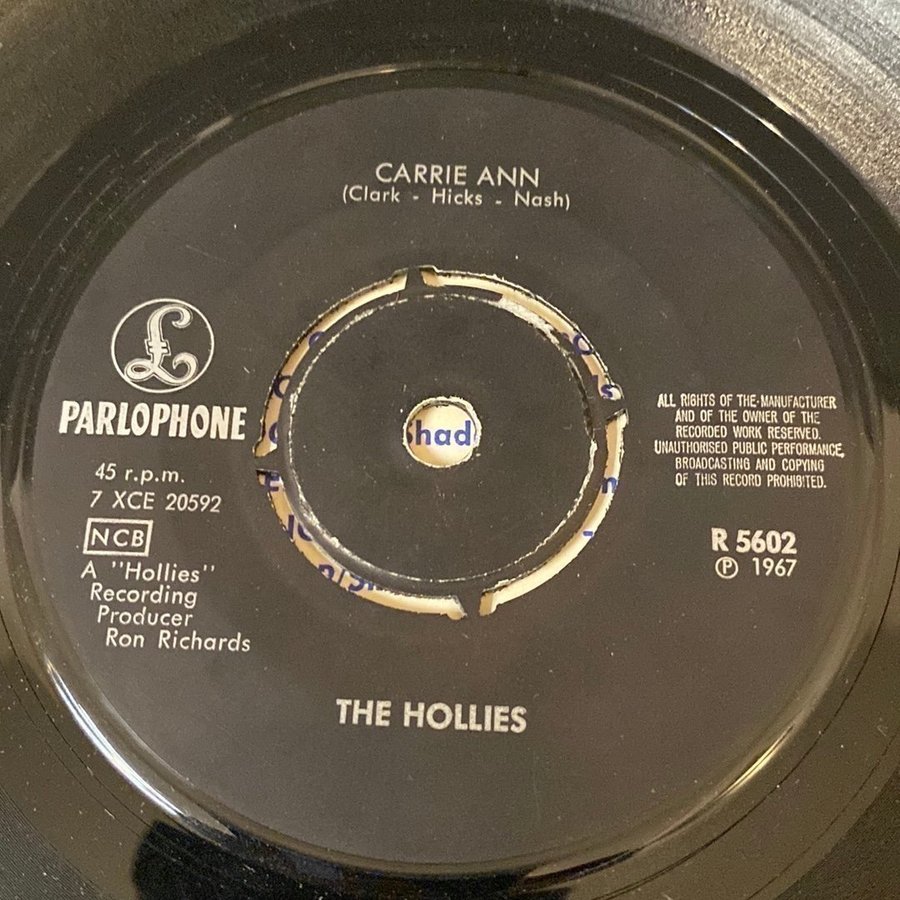 CARRIE ANN
(Clark - Hicks - Nash)
£
PARLOPHONE
45 r.p.m.
7 XCE 20592
NCB
A "Hollies"
Recording
Producer
Ron Richards
ALL RIGHTS OF THE MANUFACTURER
AND OF THE OWNER OF THE
RECORDED WORK RESERVED.
UNAUTHORISED PUBLIC PERFORMANCE,
BROADCASTING AND COPYING
OF THIS RECORD PROHIBITED.
R 5602
℗ 1967
THE HOLLIES
shad